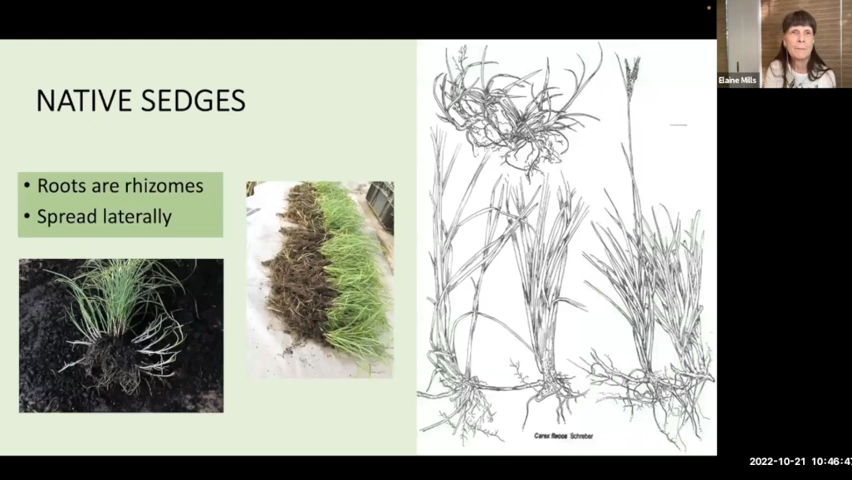 NATIVE SEDGES
• Roots are rhizomes
• Spread laterally
Carex flacca Schreber
Elaine Mills
2022-10-21 10:46:47